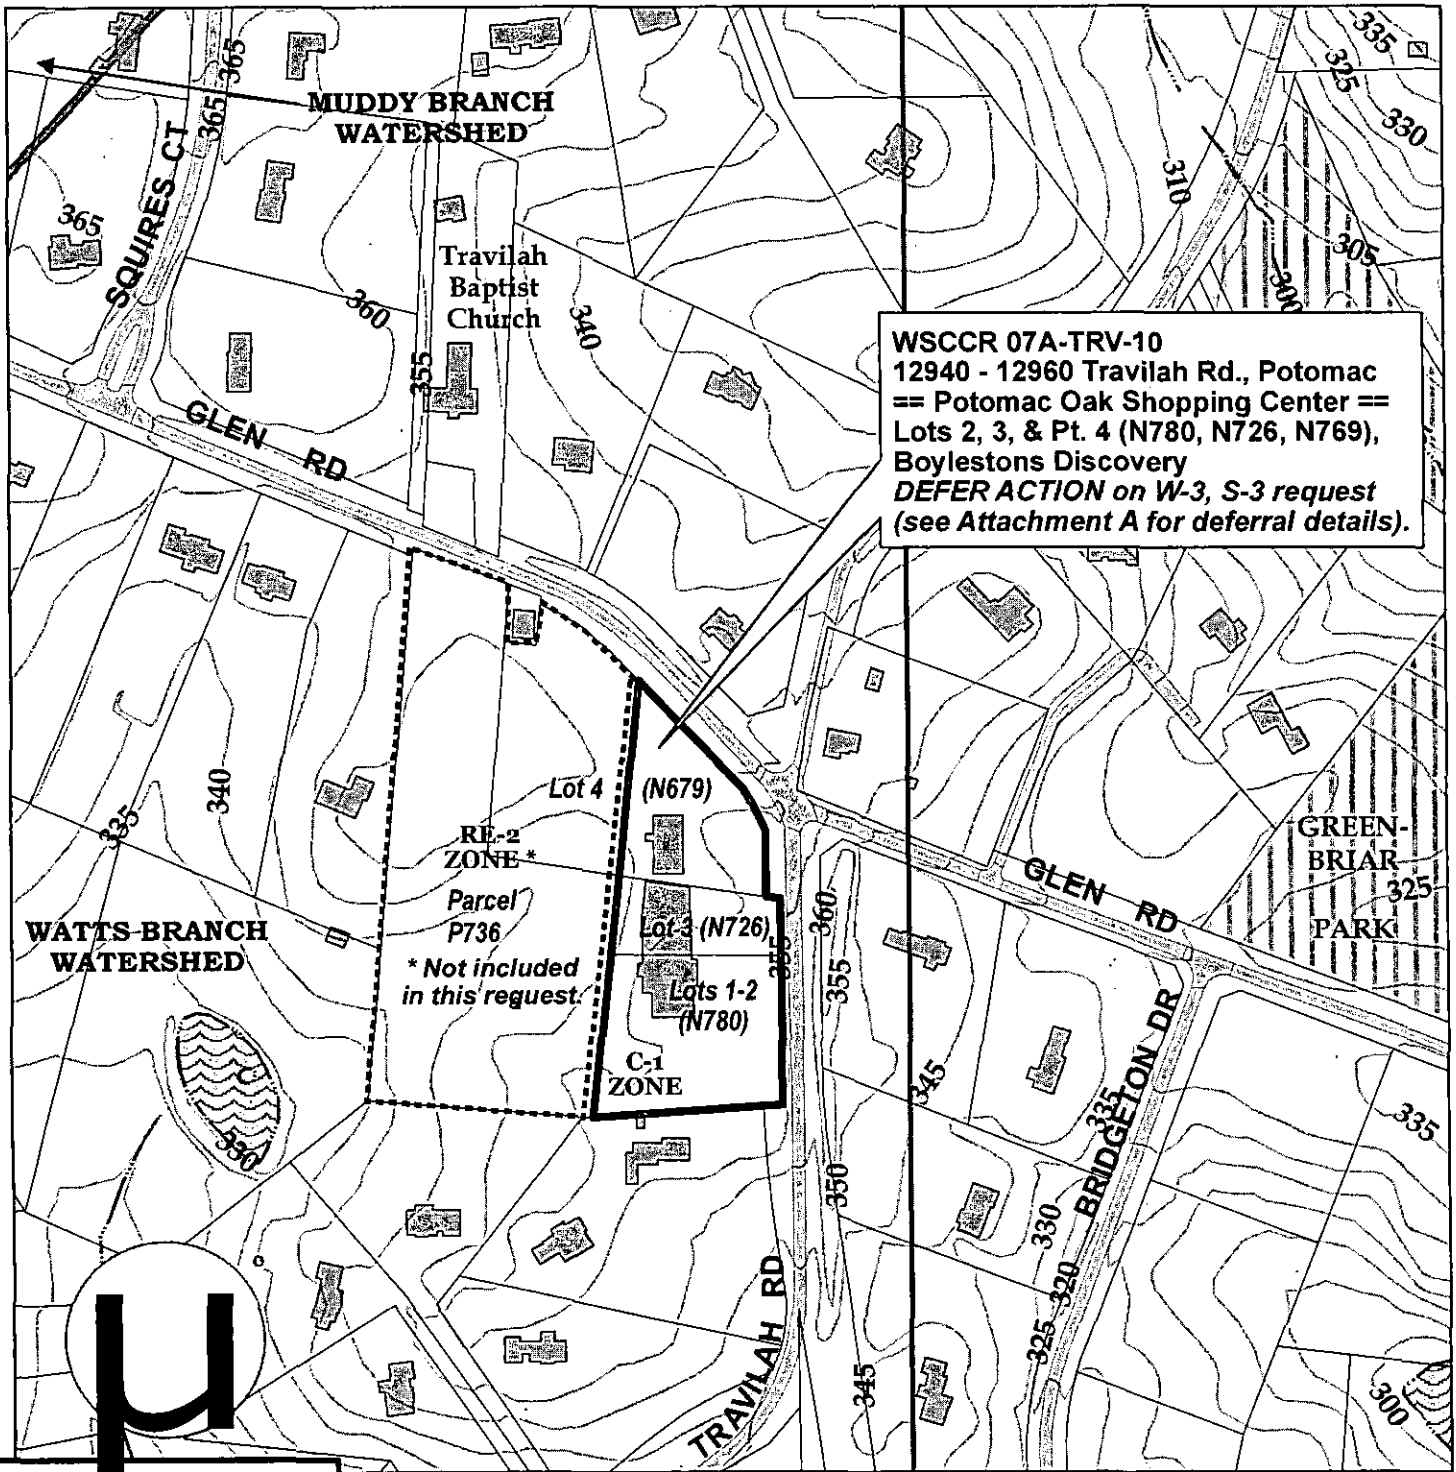 365
365
335
325
330
MUDDY BRANCH
WATERSHED
SQUIRES CT
365
310
305
300
Travilah
Baptist
Church
360
340
355
WSCCR 07A-TRV-10
12940 - 12960 Travilah Rd., Potomac
== Potomac Oak Shopping Center ==
Lots 2, 3, & Pt. 4 (N780, N726, N769),
Boylestons Discovery
DEFER ACTION on W-3, S-3 request
(see Attachment A for deferral details).
GLEN RD
Lot 4
(N679)
340
335
RE-2
ZONE *
Parcel
P736
* Not included
in this request.
Lot 3 (N726)
Lots 1-2
(N780)
C-1
ZONE
355
360
355
GLEN RD
GREEN-
BRIAR
325
PARK
WATTS BRANCH
WATERSHED
330
345
335
BRIDGETON DR
335
350
330
320
325
TRAVILAH RD
345
300
μ